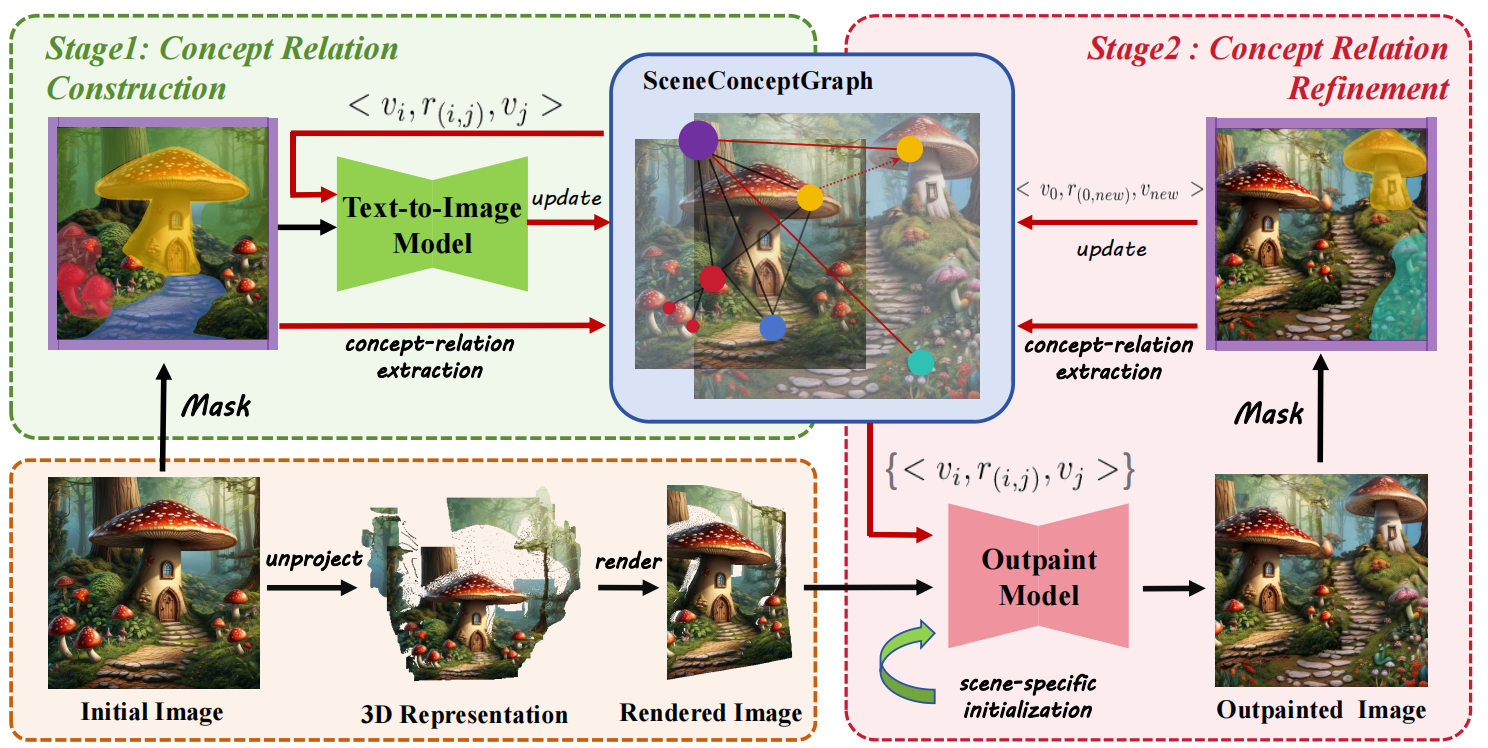 Stage1: Concept Relation
Construction
< v_i, r_(i,j), v_j >
Text-to-Image
Model
update
concept-relation
extraction
Mask
SceneConceptGraph
Stage2 : Concept Relation
Refinement
< v_0, r_(0,new), v_new >
update
concept-relation
extraction
Mask
{< v_i, r_(i,j), v_j >}
Outpaint
Model
scene-specific
initialization
Outpainted Image
unproject
render
Initial Image
3D Representation
Rendered Image